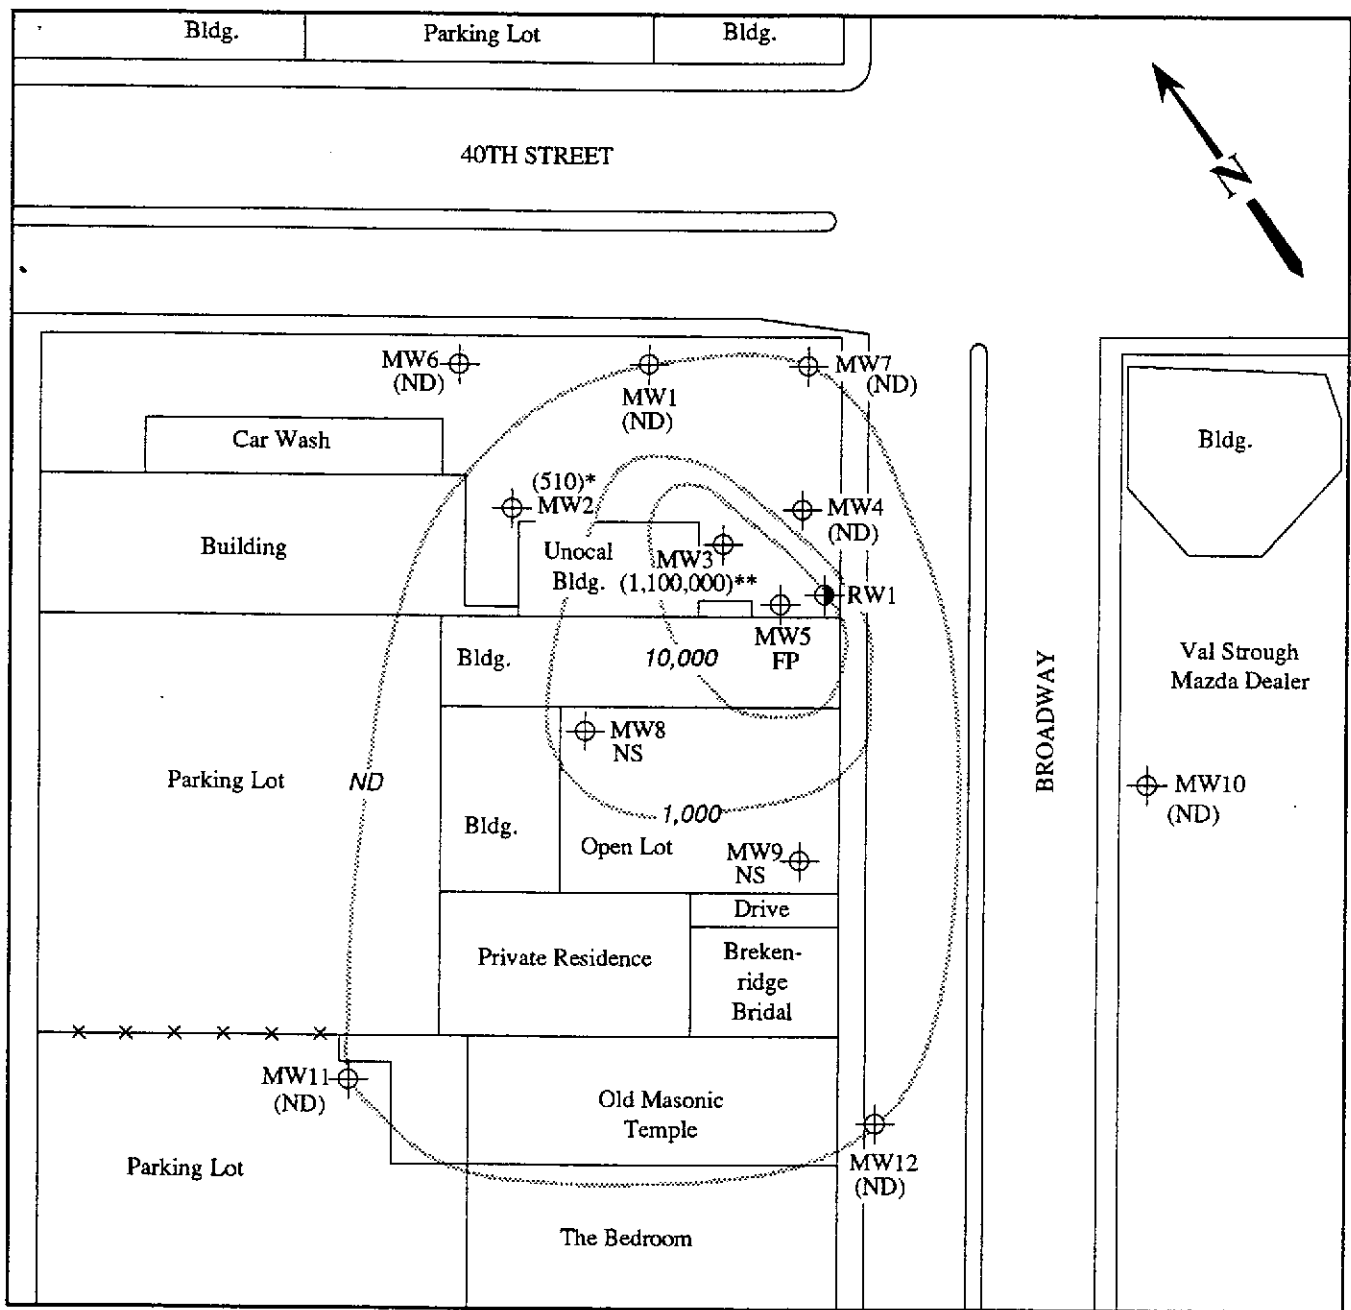 Bldg.
Parking Lot
Bldg.
40TH STREET
N
MW6
(ND)
MW1
(ND)
MW7
(ND)
Car Wash
Bldg.
(510)*
MW2
MW4
(ND)
Building
Unocal
Bldg.
MW3
(1,100,000)**
RW1
MW5
FP
Bldg.
10,000
Val Strough
Mazda Dealer
BROADWAY
MW8
NS
Parking Lot
ND
MW10
(ND)
1,000
Bldg.
Open Lot
MW9
NS
Drive
Private Residence
Breken-
ridge
Bridal
MW11
(ND)
Old Masonic
Temple
MW12
(ND)
Parking Lot
The Bedroom